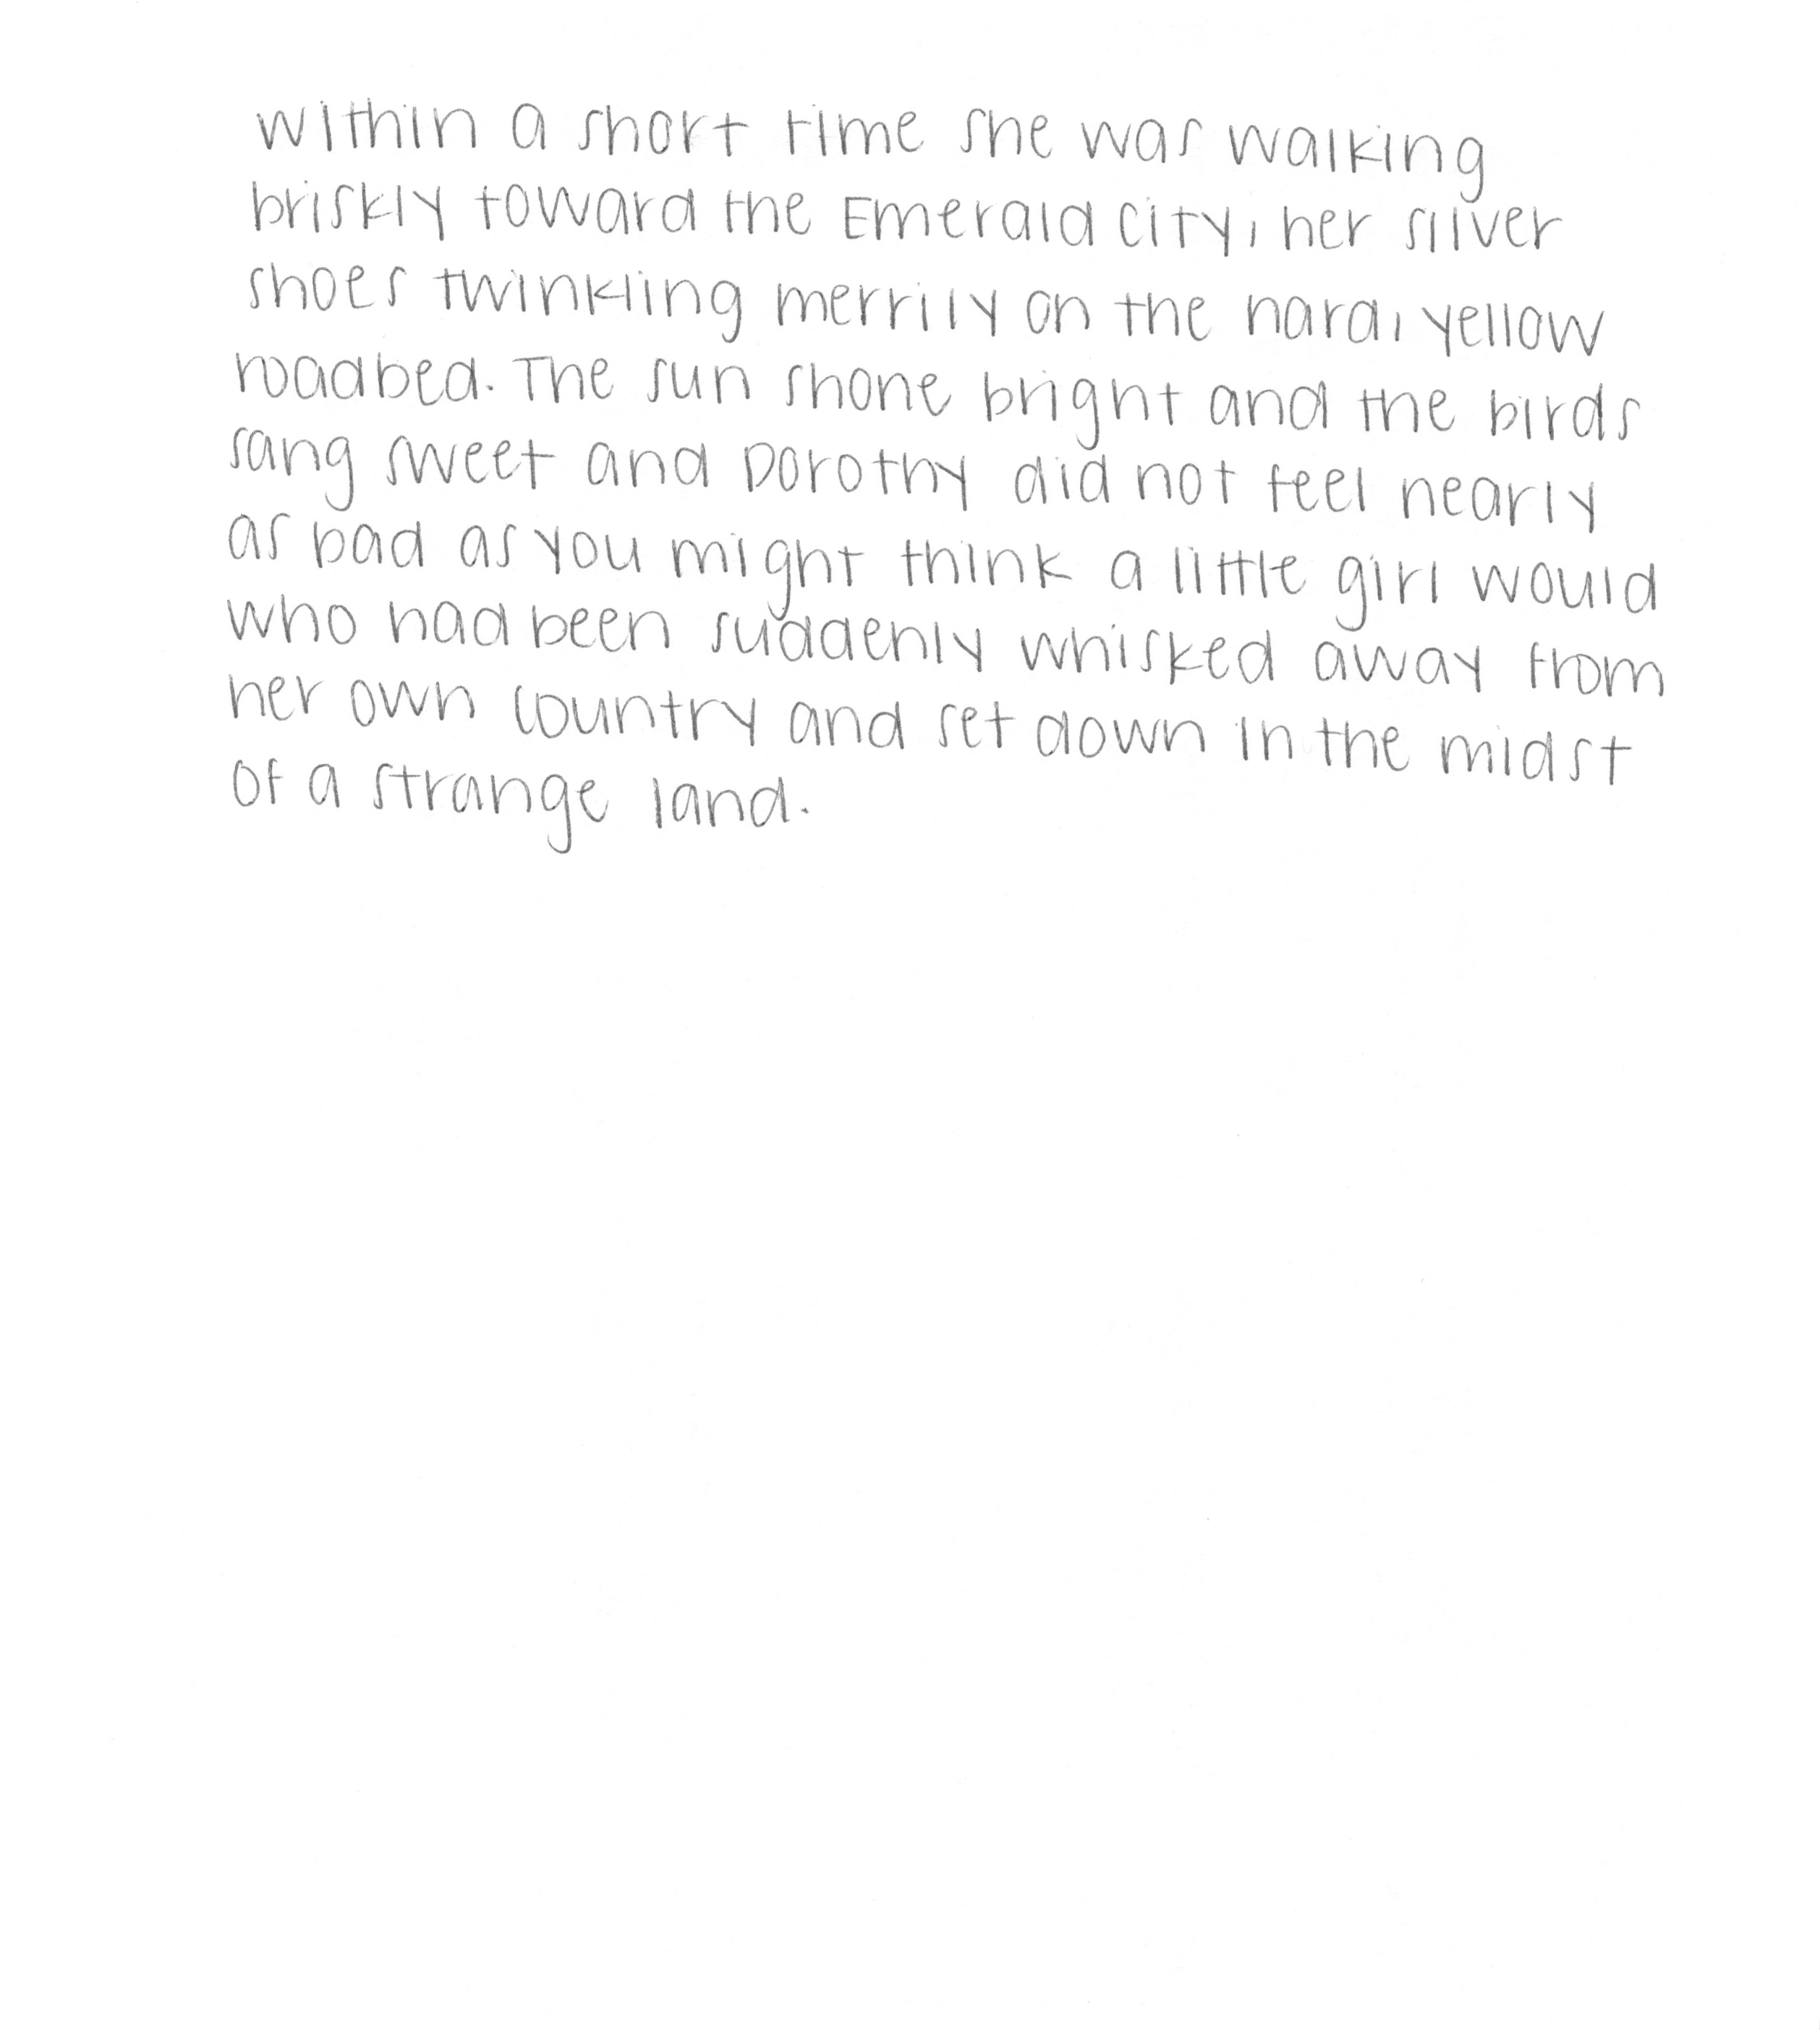 Within a short time she was walking
briskly toward the Emerald City, her silver
shoes twinkling merrily on the hard, yellow
roadbed. The sun shone bright and the birds
sang sweet and Dorothy did not feel nearly
as bad as you might think a little girl would
who had been suddenly whisked away from
her own country and set down in the midst
of a strange land.